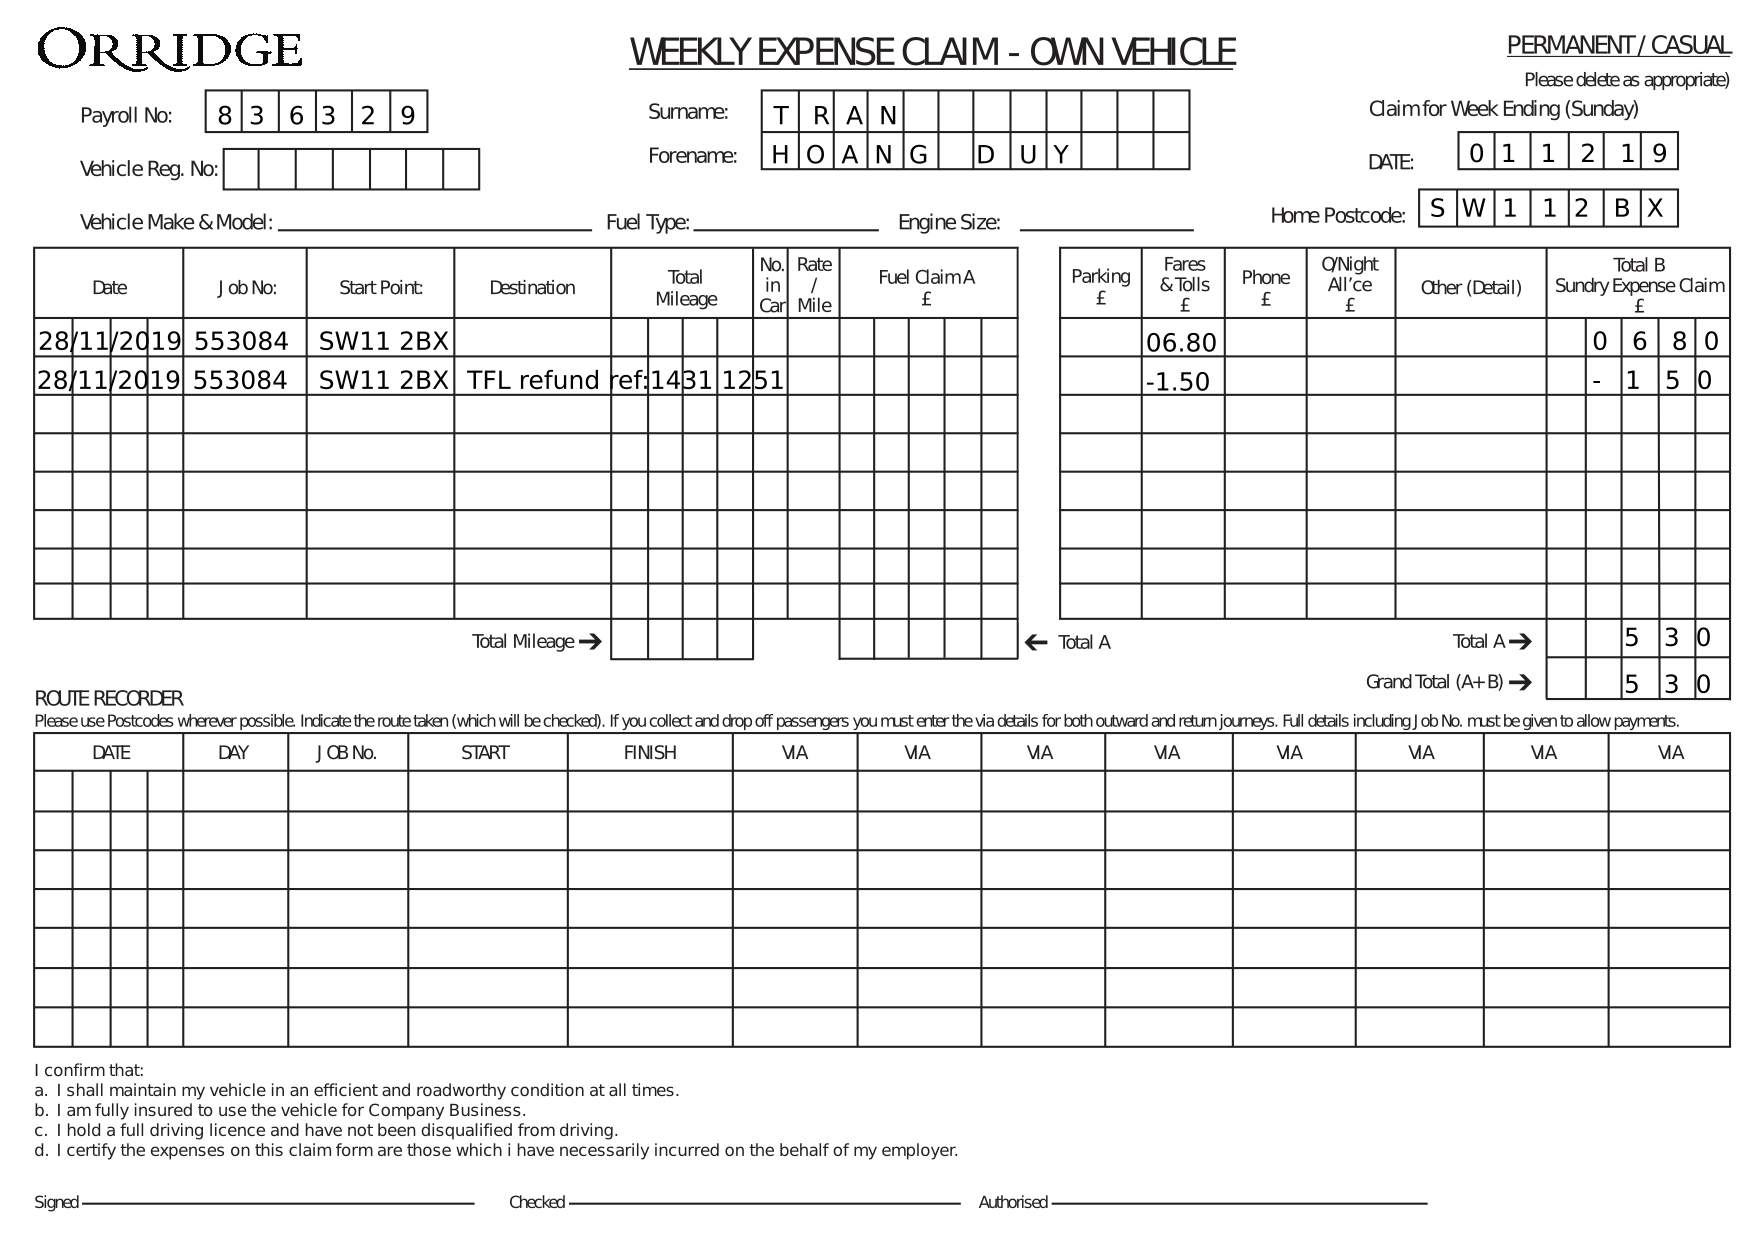 ORRIDGE
WEEKLY EXPENSE CLAIM - OWN VEHICLE
PERMANENT / CASUAL
Please delete as appropriate)
Payroll No: 8 3 6 3 2 9
Surname: T R A N
Claim for Week Ending (Sunday)
Vehicle Reg. No:
Forename: H O A N G D U Y
DATE: 0 1 1 2 1 9
Vehicle Make & Model:
Fuel Type:
Engine Size:
Home Postcode: S W 1 1 2 B X
Date Job No: Start Point: Destination Total Mileage No. in Car Rate / Mile Fuel Claim A £ Parking £ Fares & Tolls £ Phone £ O/Night All'ce £ Other (Detail) Total B Sundry Expense Claim £
28/11/2019 553084 SW11 2BX 06.80 0 6 8 0
28/11/2019 553084 SW11 2BX TFL refund ref:1431 1251 -1.50 - 1 5 0
Total Mileage ➔ ← Total A Total A ➔ 5 3 0
Grand Total (A+ B) ➔ 5 3 0
ROUTE RECORDER
Please use Postcodes wherever possible. Indicate the route taken (which will be checked). If you collect and drop off passengers you must enter the via details for both outward and return journeys. Full details including Job No. must be given to allow payments.
DATE DAY JOB No. START FINISH VIA VIA VIA VIA VIA VIA VIA VIA
I confirm that:
a. I shall maintain my vehicle in an efficient and roadworthy condition at all times.
b. I am fully insured to use the vehicle for Company Business.
c. I hold a full driving licence and have not been disqualified from driving.
d. I certify the expenses on this claim form are those which i have necessarily incurred on the behalf of my employer.
Signed Checked Authorised